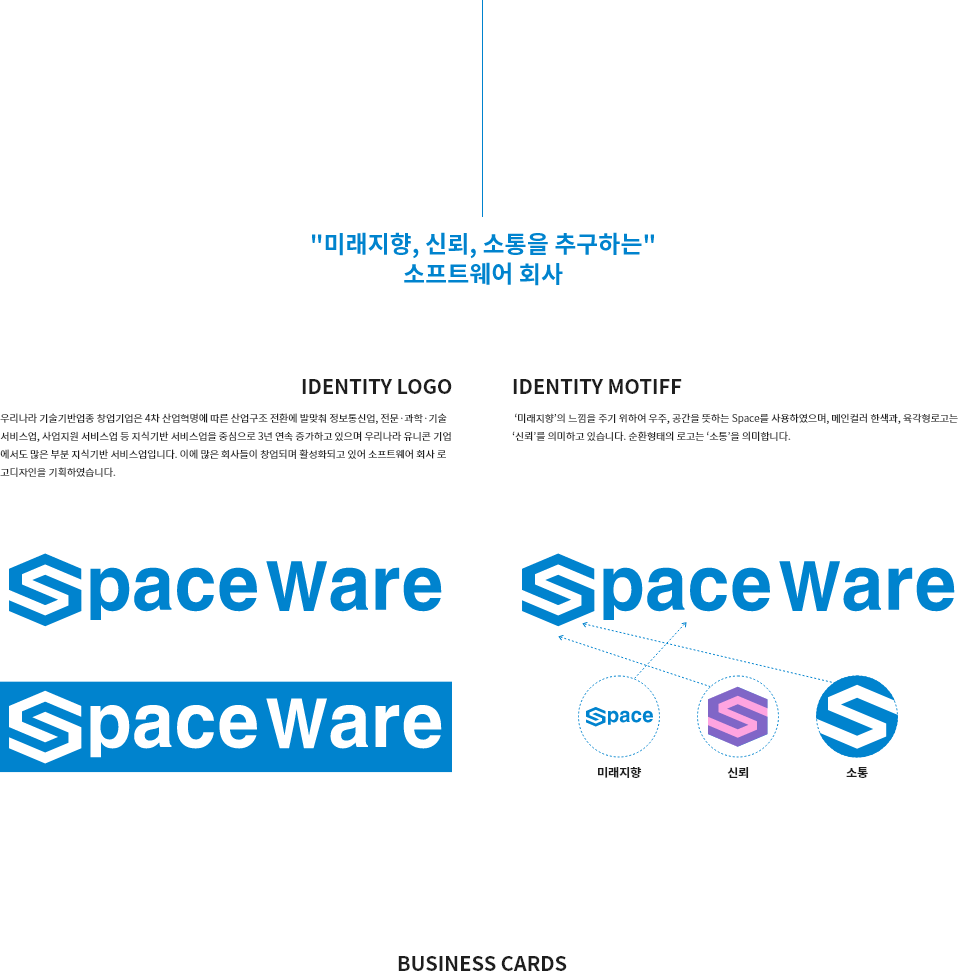 "미래지향, 신뢰, 소통을 추구하는"
소프트웨어 회사
IDENTITY LOGO
우리나라 기술기반업종 창업기업은 4차 산업혁명에 따른 산업구조 전환에 발맞춰 정보통신업, 전문·과학·기술
서비스업, 사업지원 서비스업 등 지식기반 서비스업을 중심으로 3년 연속 증가하고 있으며 우리나라 유니콘 기업
에서도 많은 부분 지식기반 서비스업입니다. 이에 많은 회사들이 창업되며 활성화되고 있어 소프트웨어 회사 로
고디자인을 기획하였습니다.
Space Ware
Space Ware
IDENTITY MOTIFF
‘미래지향’의 느낌을 주기 위하여 우주, 공간을 뜻하는 Space를 사용하였으며, 메인컬러 한색과, 육각형로고는
‘신뢰’를 의미하고 있습니다. 순환형태의 로고는 ‘소통’을 의미합니다.
Space Ware
Space
미래지향
신뢰
소통
BUSINESS CARDS